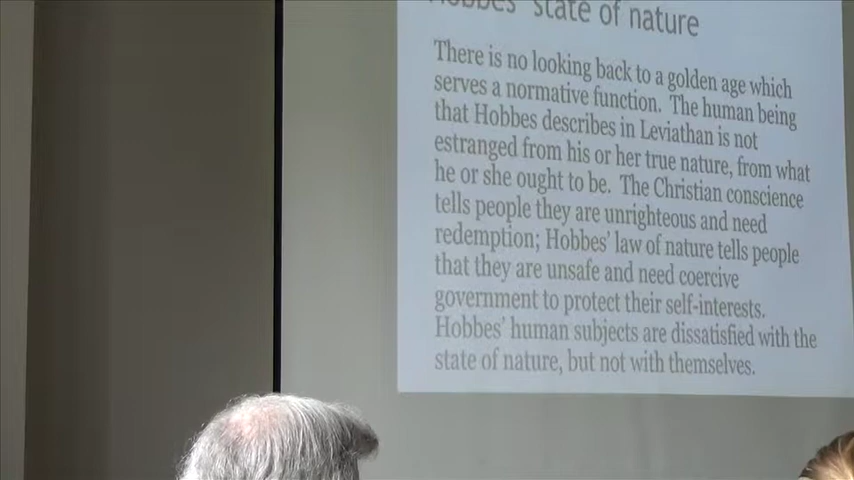 Hobbes' state of nature
There is no looking back to a golden age which
serves a normative function. The human being
that Hobbes describes in Leviathan is not
estranged from his or her true nature, from what
he or she ought to be. The Christian conscience
tells people they are unrighteous and need
redemption; Hobbes' law of nature tells people
that they are unsafe and need coercive
government to protect their self-interests.
Hobbes' human subjects are dissatisfied with the
state of nature, but not with themselves.